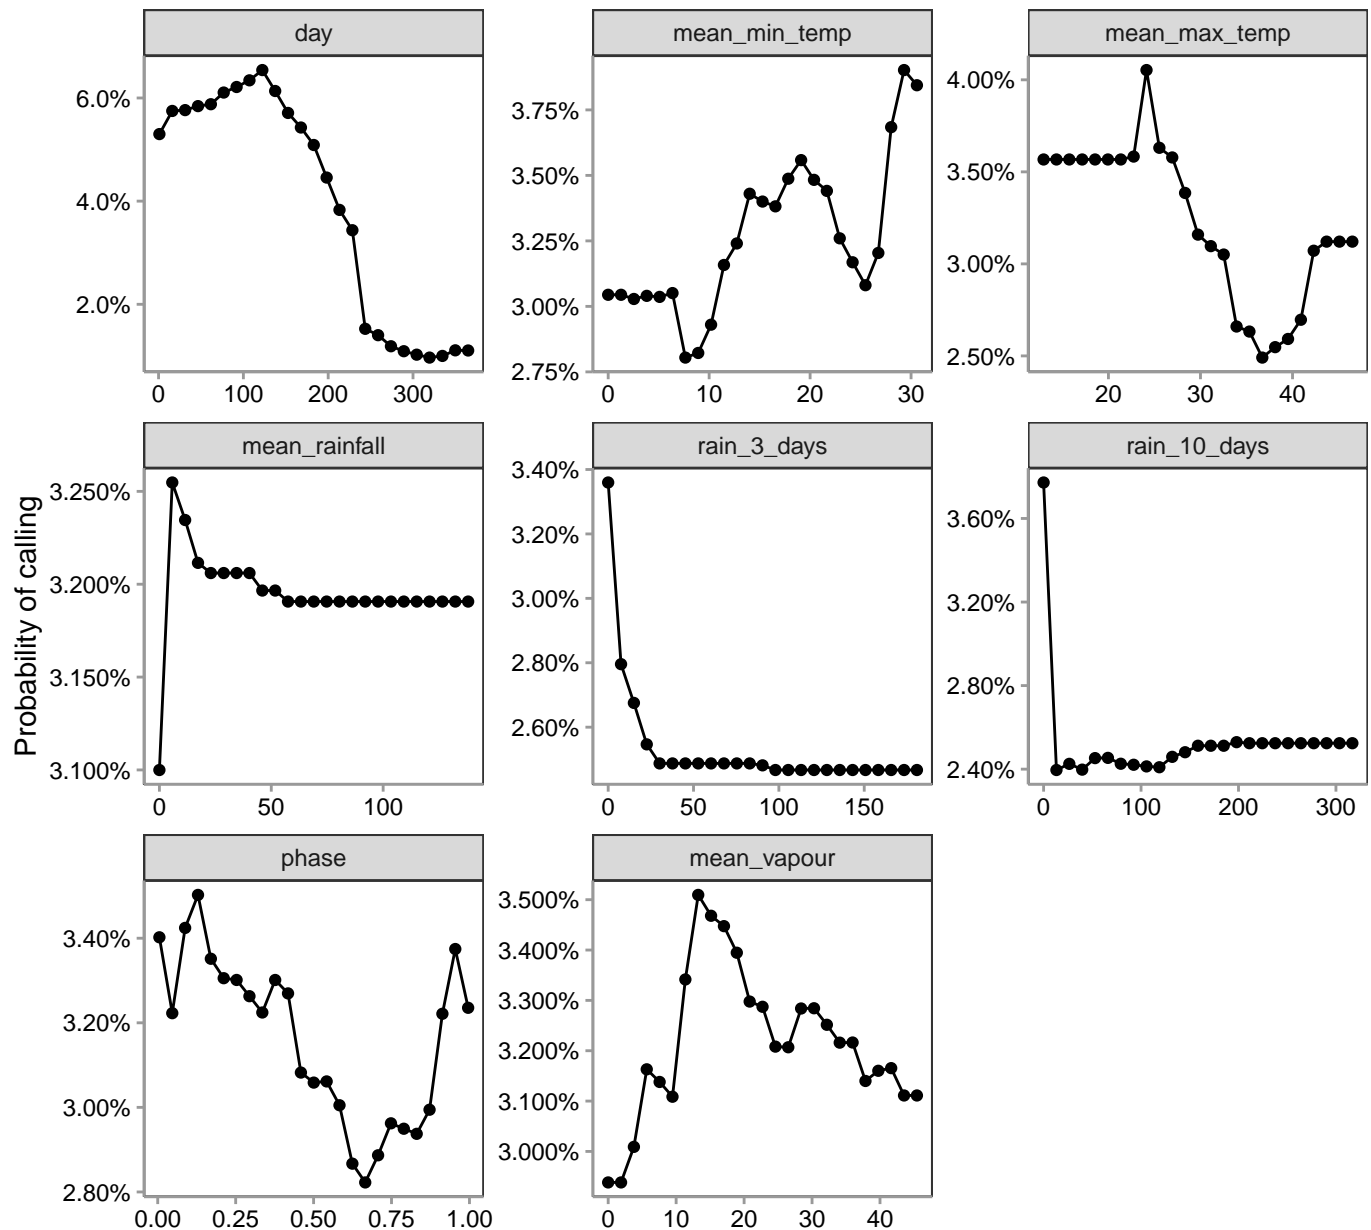 day
mean_min_temp
mean_max_temp
6.0%
4.0%
2.0%
0 100 200 300
3.75%
3.50%
3.25%
3.00%
2.75%
0 10 20 30
4.00%
3.50%
3.00%
2.50%
20 30 40
Probability of calling
mean_rainfall
rain_3_days
rain_10_days
3.250%
3.200%
3.150%
3.100%
0 50 100
3.40%
3.20%
3.00%
2.80%
2.60%
0 50 100 150
3.60%
3.20%
2.80%
2.40%
0 100 200 300
phase
mean_vapour
3.40%
3.20%
3.00%
2.80%
0.00 0.25 0.50 0.75 1.00
3.500%
3.400%
3.300%
3.200%
3.100%
3.000%
0 10 20 30 40